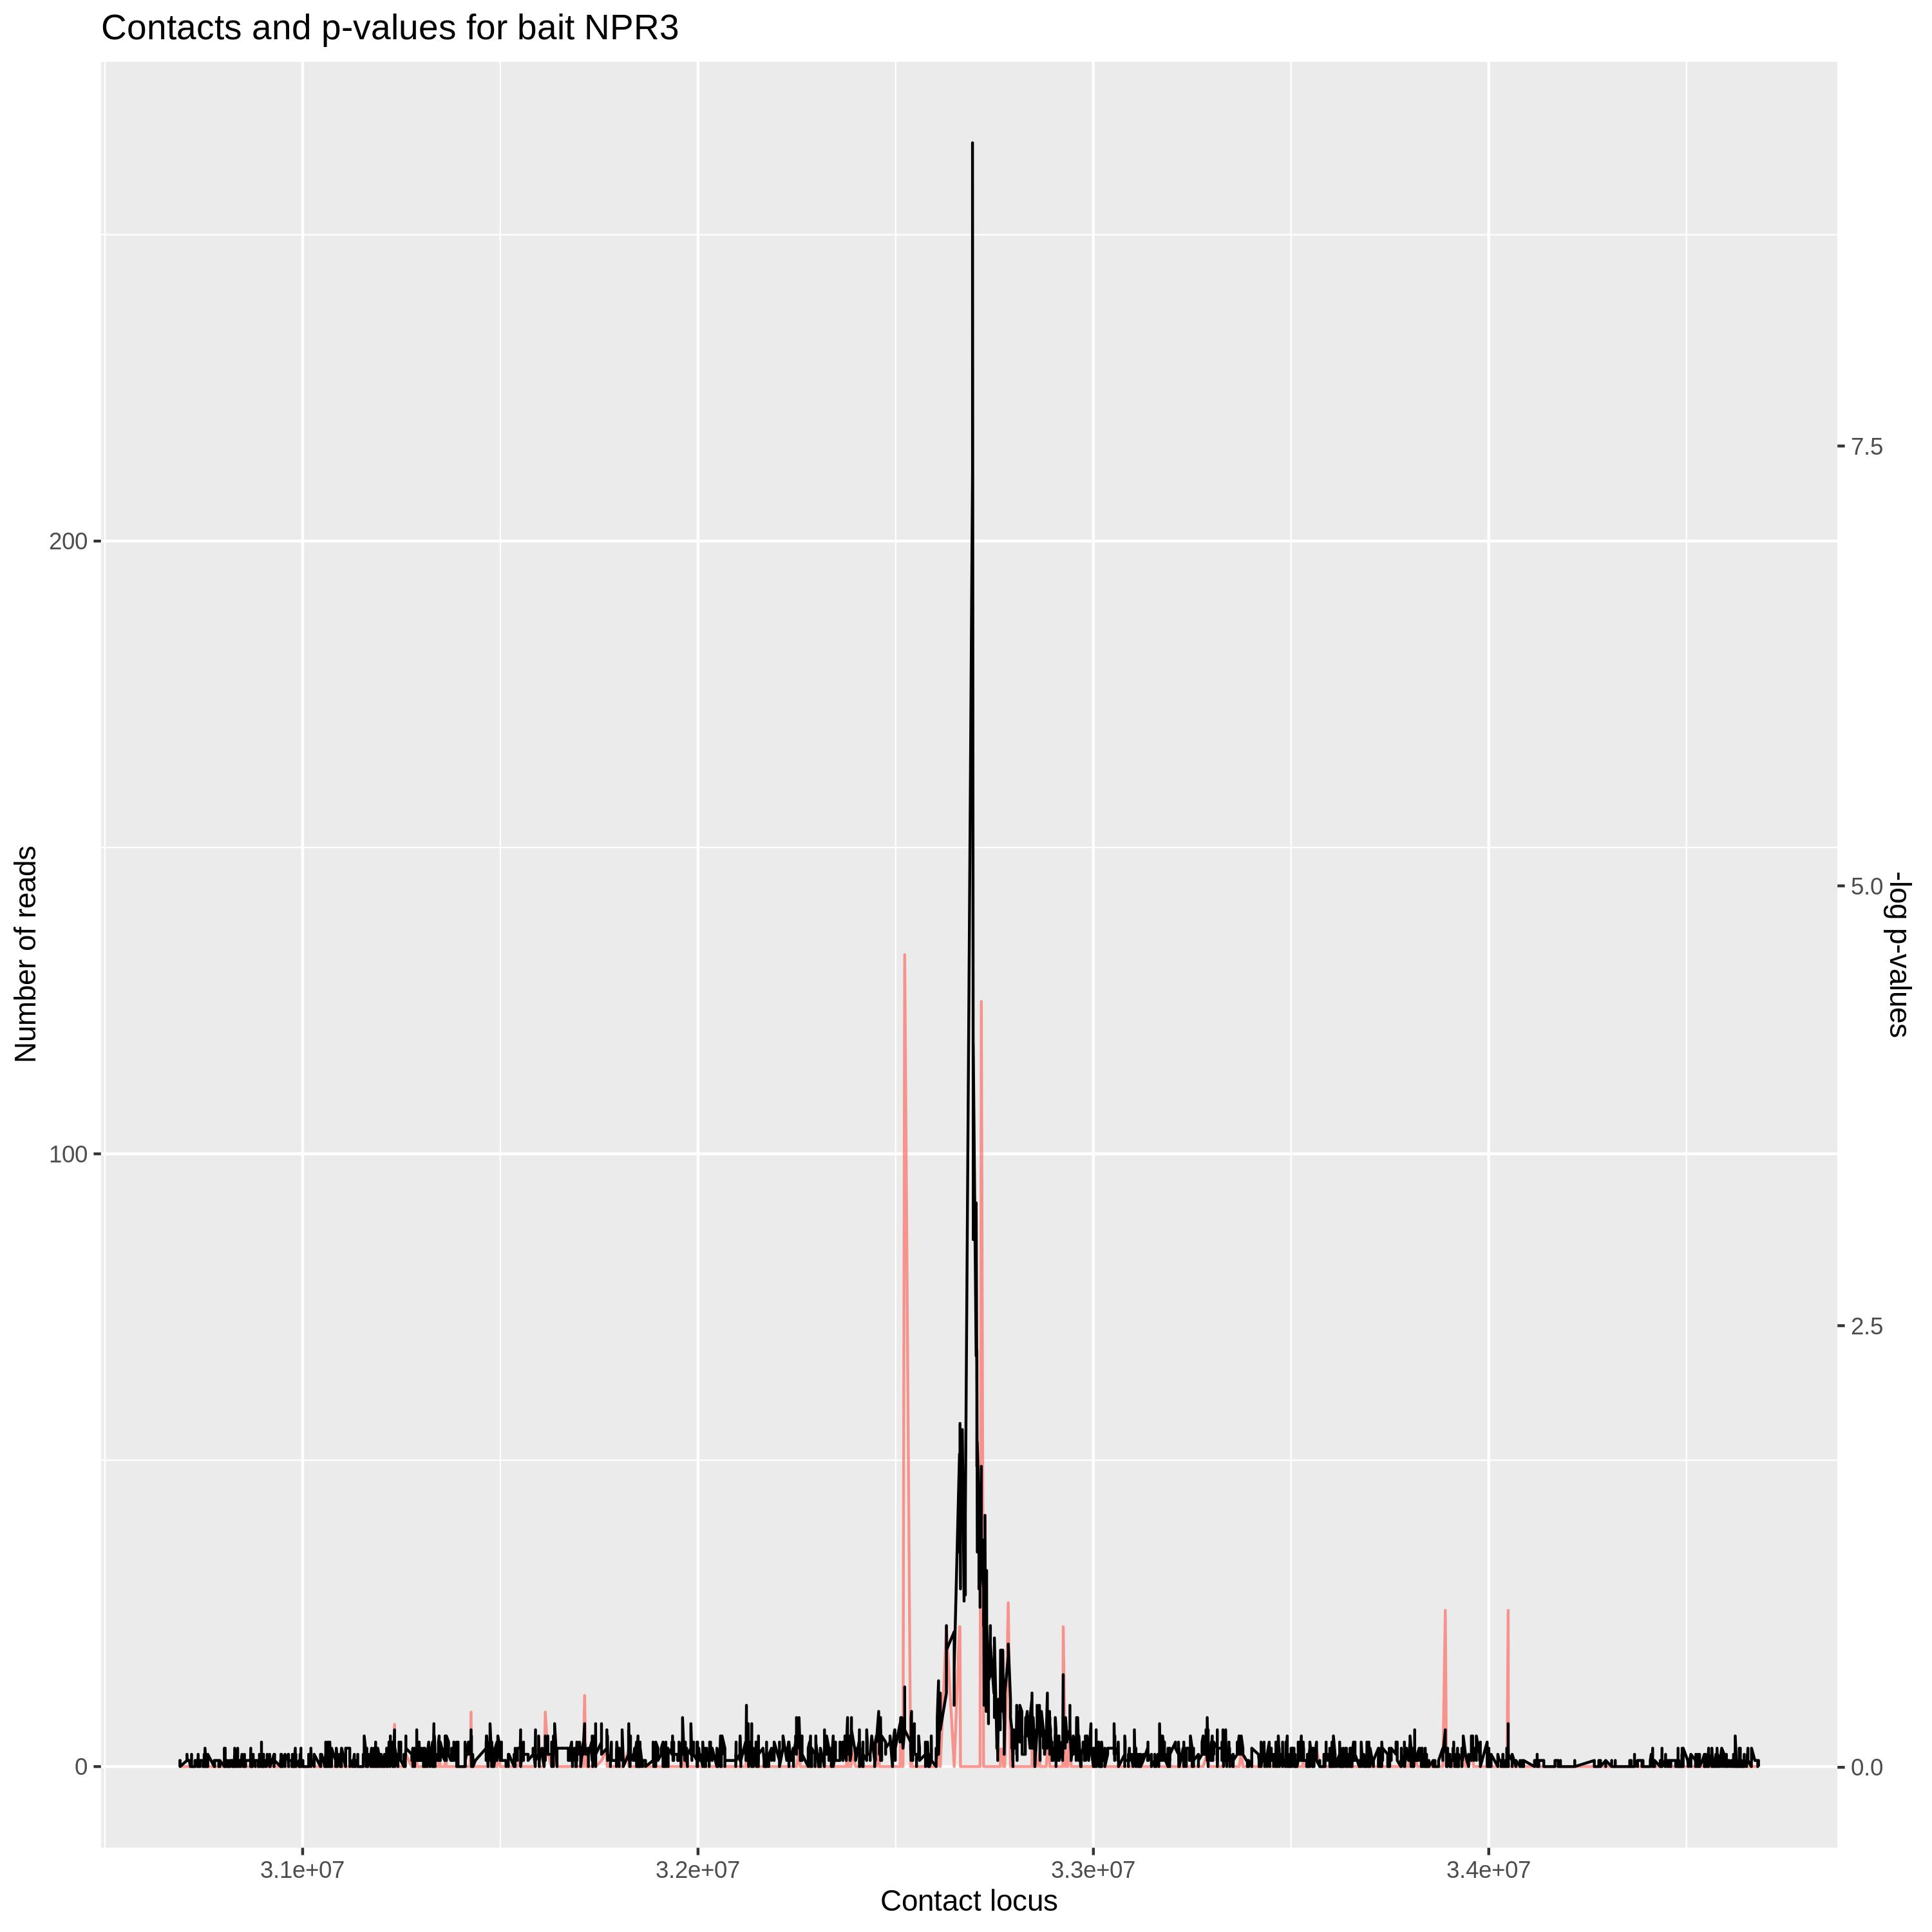 Contacts and p-values for bait NPR3
Number of reads
200
100
0
7.5
5.0
2.5
0.0
-log p-values
3.1e+07 3.2e+07 3.3e+07 3.4e+07
Contact locus